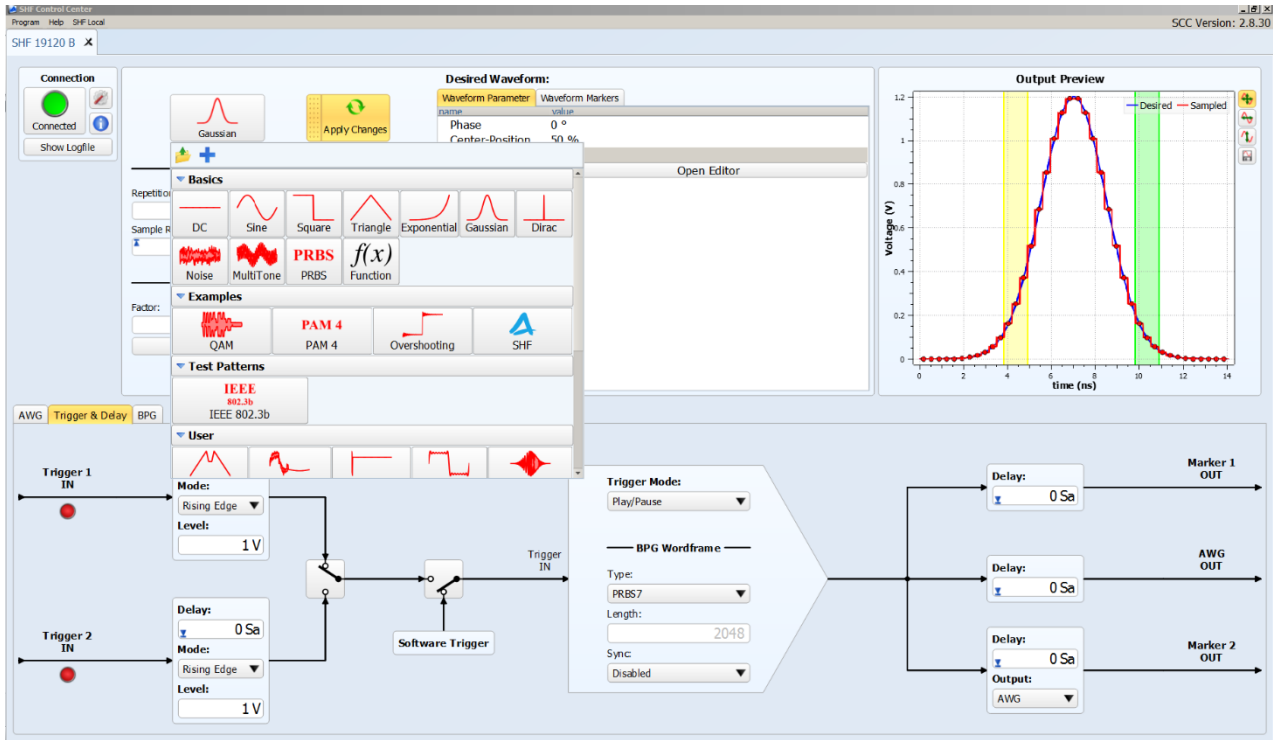 SHF Control Center
Program Help SHF Local
SCC Version: 2.8.30
SHF 19120 B X
Connection
Connected
Show Logfile
Gaussian
Apply Changes
Desired Waveform:
Waveform Parameter Waveform Markers
name value
Phase 0 °
Center-Position 50 %
Open Editor
Repetition
Sample R
Factor:
Basics
DC Sine Square Triangle Exponential Gaussian Dirac
PRBS f(x)
Noise MultiTone PRBS Function
Examples
PAM 4
QAM PAM 4 Overshooting SHF
Test Patterns
IEEE
802.3b
IEEE 802.3b
User
Output Preview
Desired Sampled
Voltage (V)
1.2
1
0.8
0.6
0.4
0.2
0
0 2 4 6 8 10 12 14
time (ns)
AWG Trigger & Delay BPG
Trigger 1
IN
Mode:
Rising Edge
Level:
1 V
Trigger 2
IN
Delay:
0 Sa
Mode:
Rising Edge
Level:
1 V
Software Trigger
Trigger
IN
Trigger Mode:
Play/Pause
BPG Wordframe
Type:
PRBS7
Length:
2048
Sync:
Disabled
Delay:
0 Sa
Marker 1
OUT
Delay:
0 Sa
AWG
OUT
Delay:
0 Sa
Output:
AWG
Marker 2
OUT